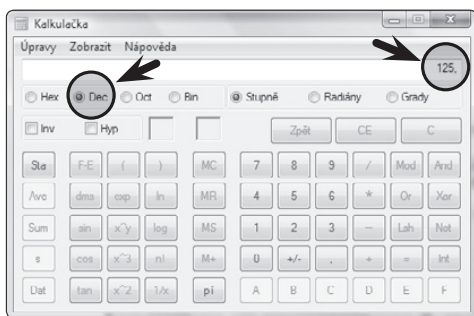 Kalkulačka
Úpravy Zobrazit Nápověda
125,
Hex Dec Oct Bin Stupně Radiány Grady
Inv Hyp Zpět CE C
Sta F-E ( ) MC 7 8 9 / Mod And
Ave dms exp ln MR 4 5 6 * Or Xor
Sum sin x^y log MS 1 2 3 - Lsh Not
s cos x^3 n! M+ 0 +/- , + = Int
Dat tan x^2 1/x pi A B C D E F